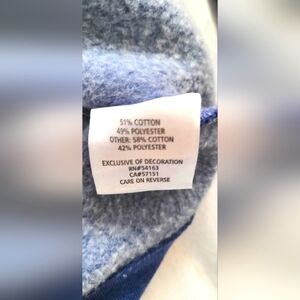 51% COTTON
49% POLYESTER
OTHER: 58% COTTON
42% POLYESTER
EXCLUSIVE OF DECORATION
RN#54163
CA#57151
CARE ON REVERSE